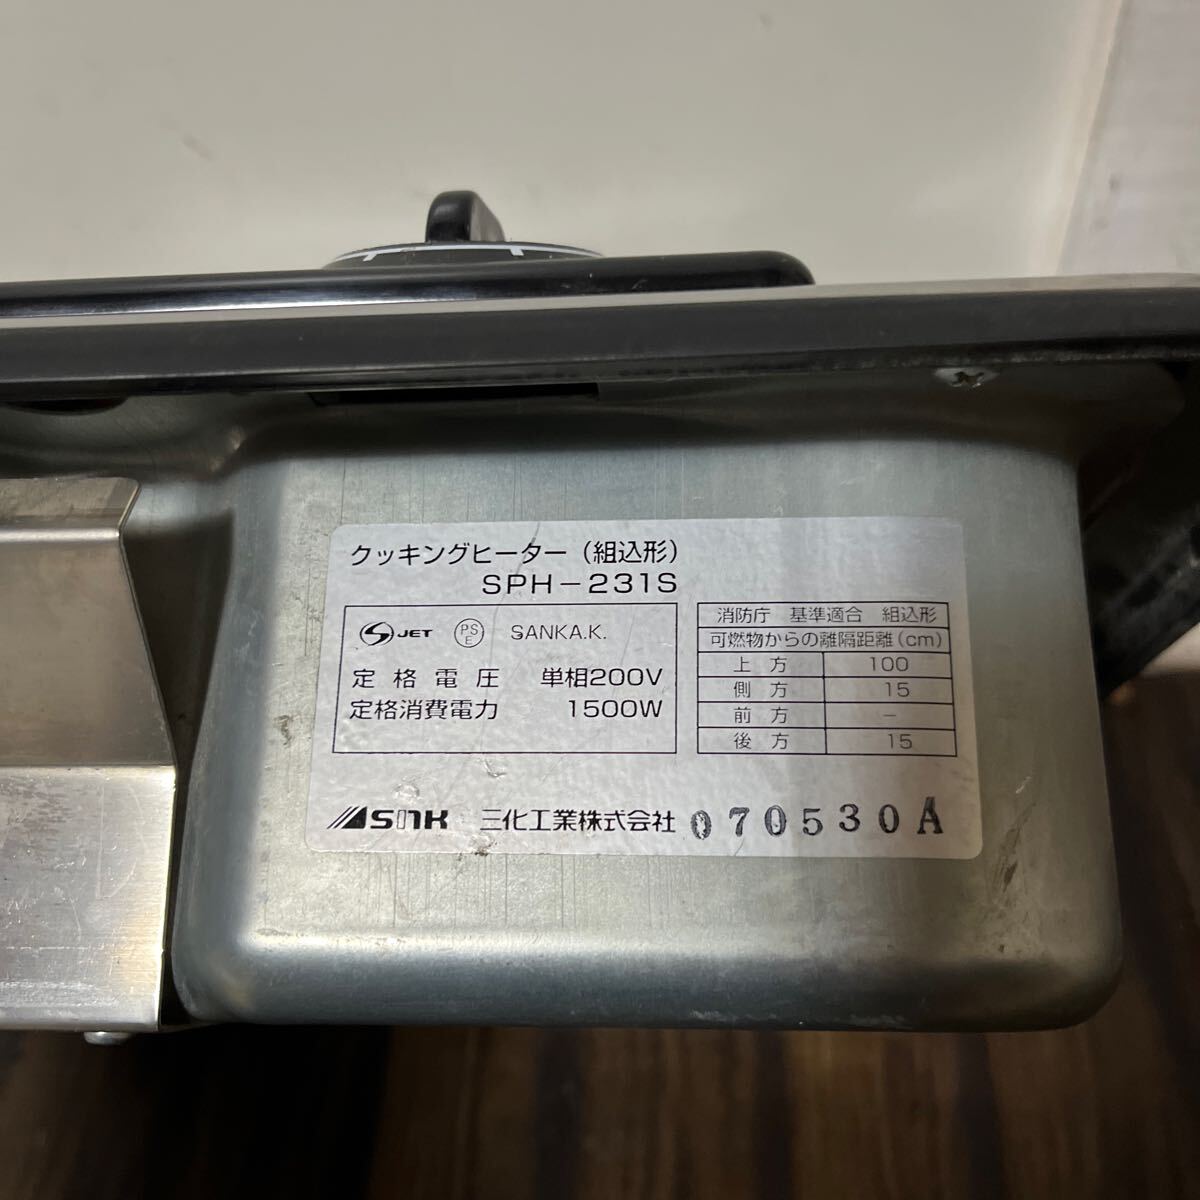 クッキングヒーター（組込形）
SPH-231S
S JET PSE SANKA.K.
定格電圧 単相200V
定格消費電力 1500W
消防庁 基準適合 組込形
可燃物からの離隔距離(cm)
上方 100
側方 15
前方 －
後方 15
SNK 三化工業株式会社 070530A